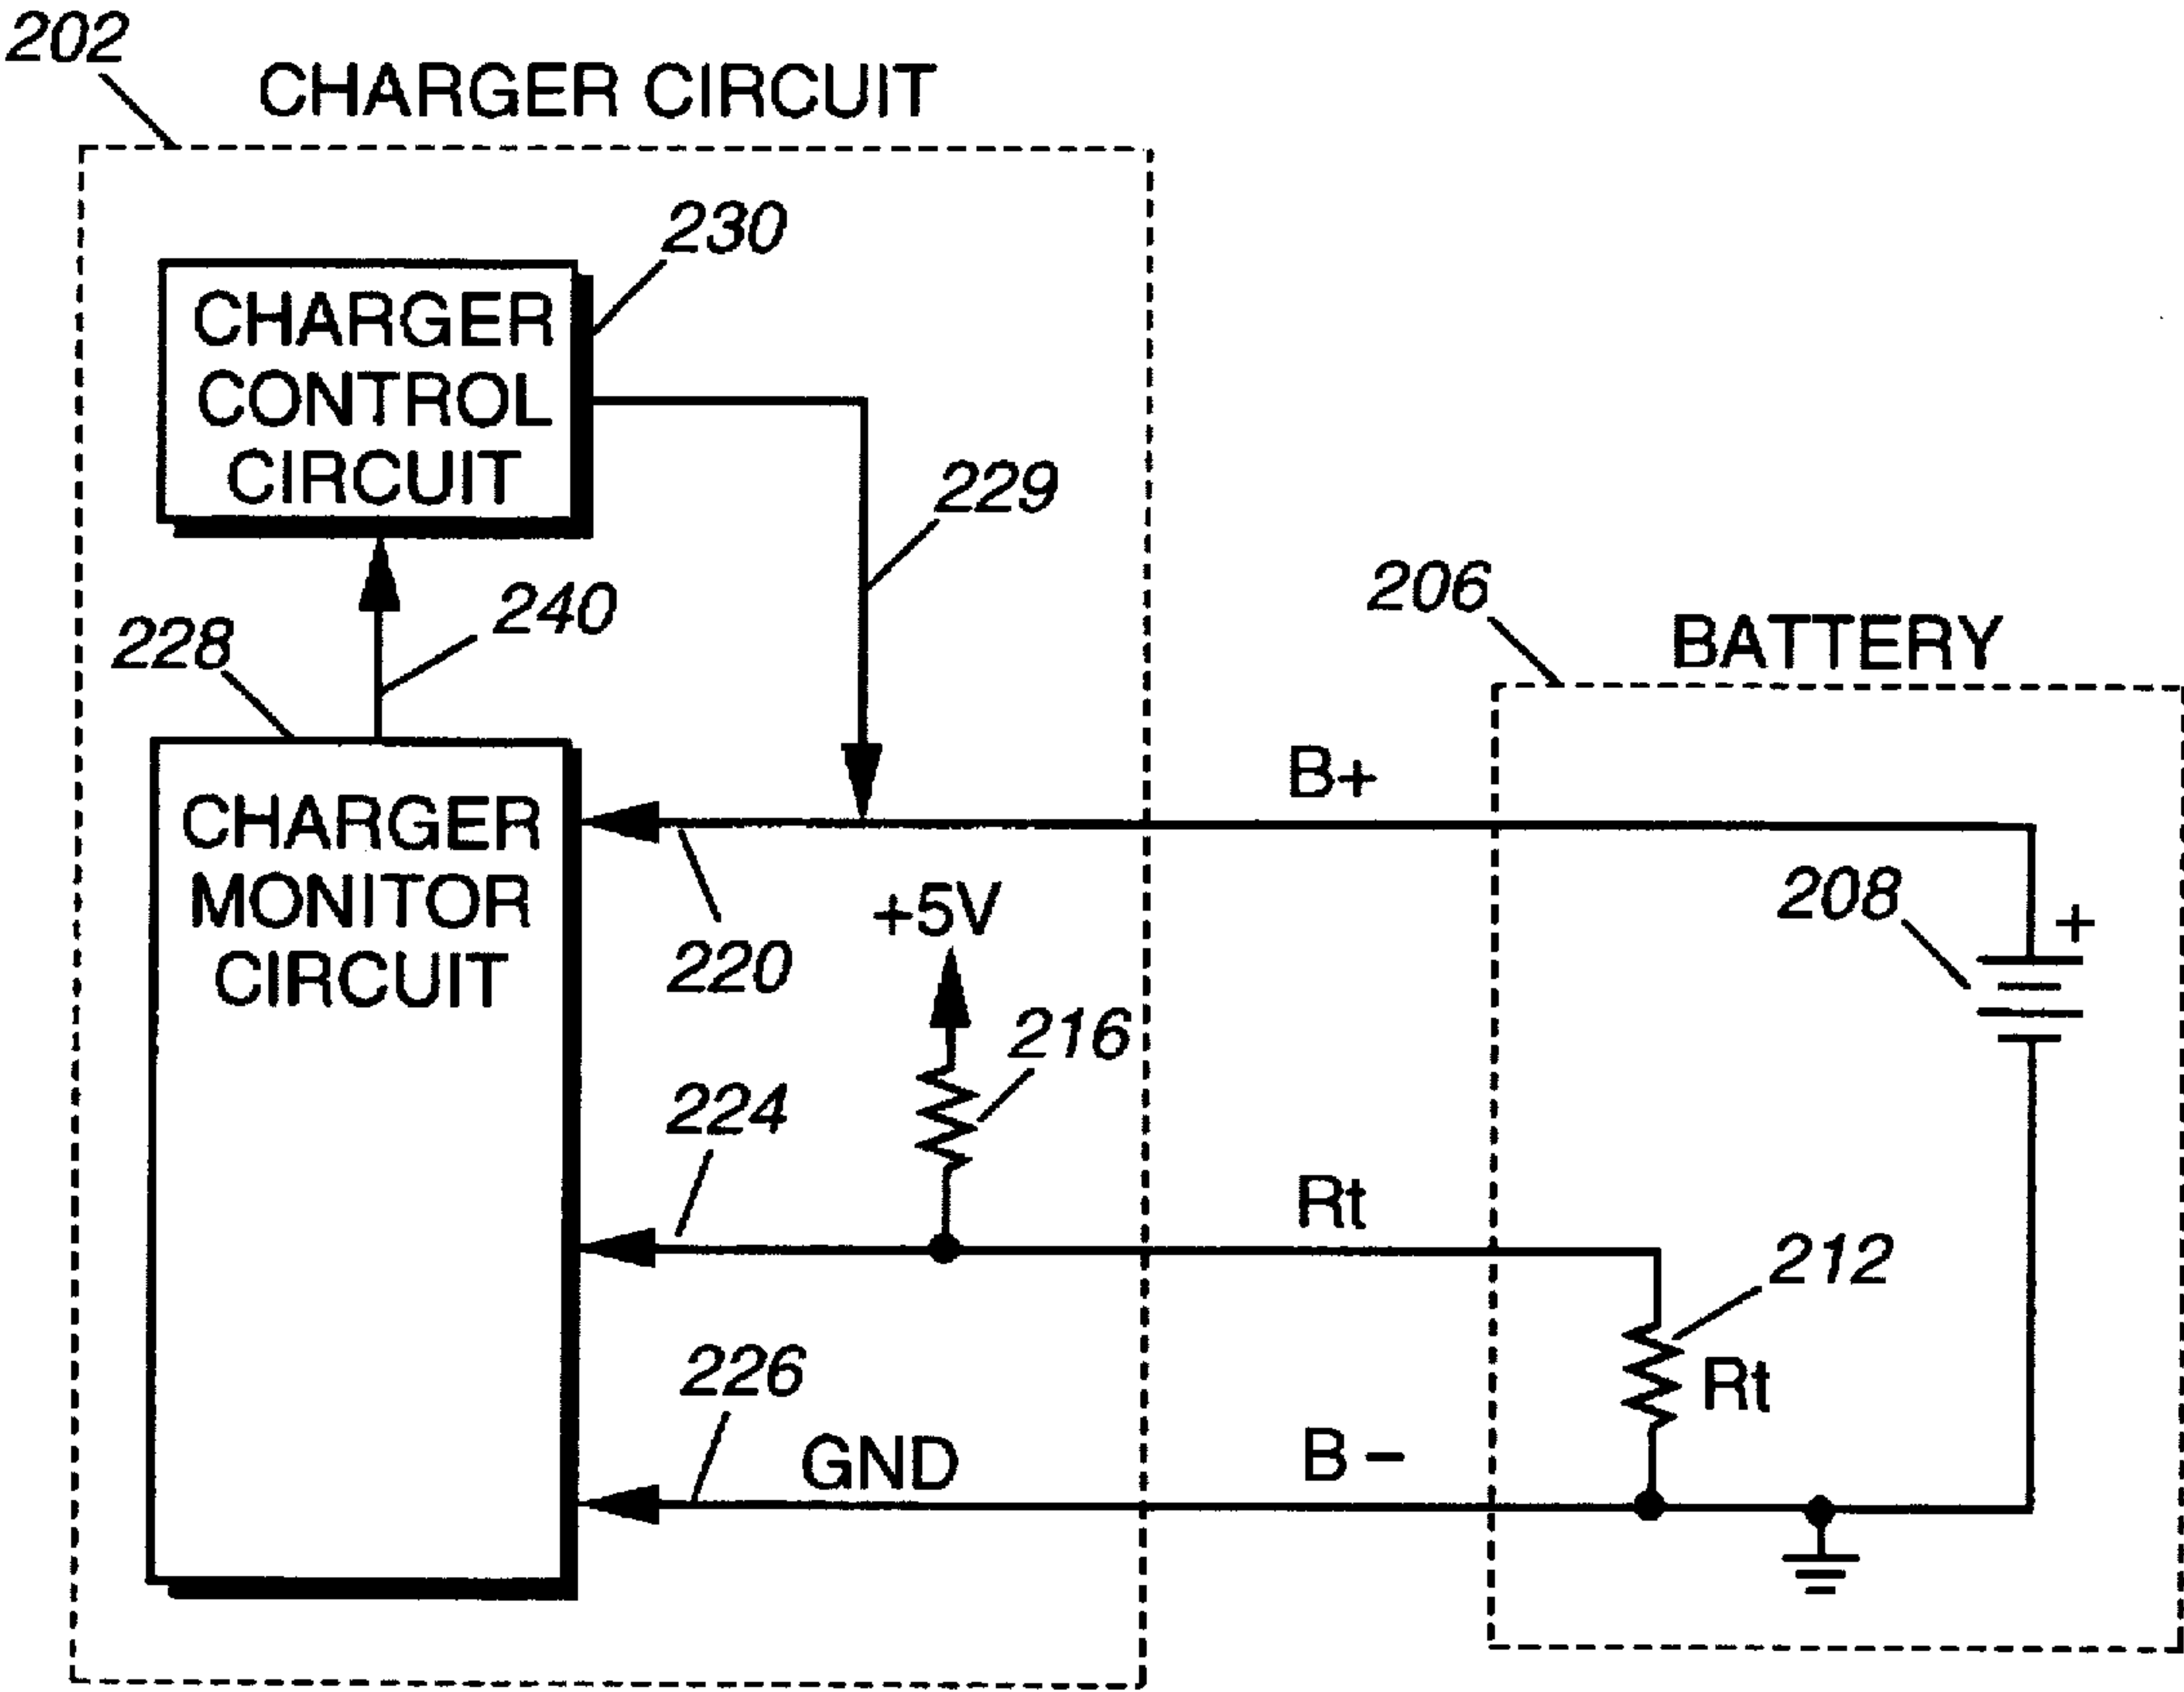 202
CHARGER CIRCUIT
230
CHARGER
CONTROL
CIRCUIT
229
240
228
206
BATTERY
B+
CHARGER
MONITOR
CIRCUIT
220
+5V
208
+
216
224
Rt
212
Rt
226
GND
B –